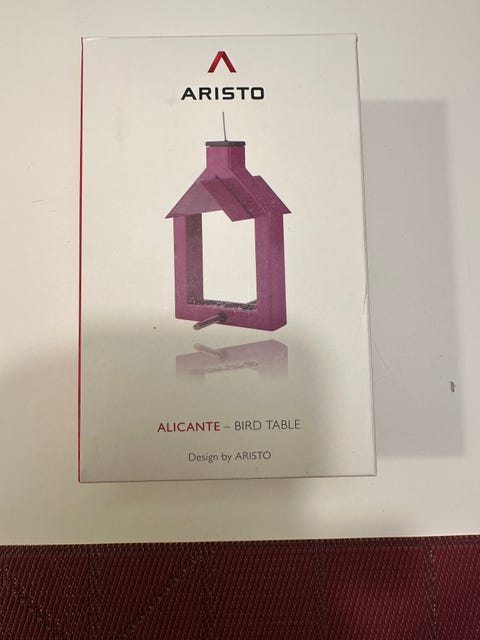 ARISTO
ALICANTE – BIRD TABLE
Design by ARISTO